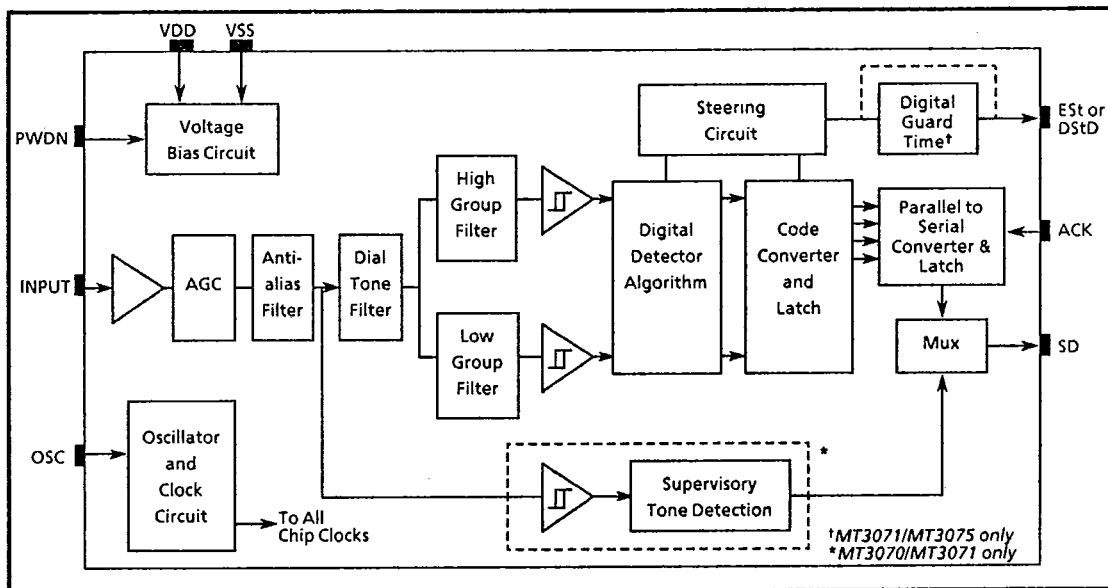 VDD VSS
PWDN
Voltage
Bias Circuit
Steering
Circuit
Digital
Guard
Time†
ESt or
DStD
High
Group
Filter
INPUT
AGC
Anti-
alias
Filter
Dial
Tone
Filter
Digital
Detector
Algorithm
Code
Converter
and
Latch
Parallel to
Serial
Converter &
Latch
ACK
Low
Group
Filter
Mux
SD
OSC
Oscillator
and
Clock
Circuit
To All
Chip Clocks
Supervisory
Tone Detection
*
†MT3071/MT3075 only
*MT3070/MT3071 only